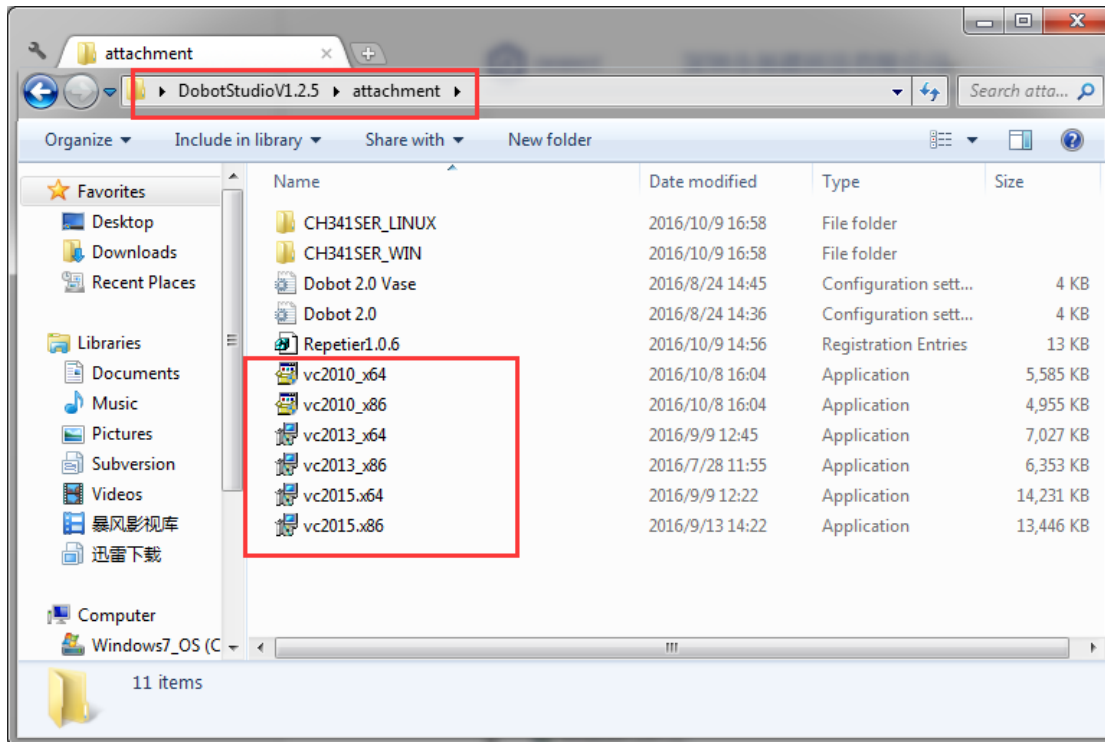 attachment
DobotStudioV1.2.5 attachment Search atta...
Organize Include in library Share with New folder
Name Date modified Type Size
Favorites
Desktop
Downloads
Recent Places
Libraries
Documents
Music
Pictures
Subversion
Videos
暴风影视库
迅雷下载
Computer
Windows7_OS (C
CH341SER_LINUX 2016/10/9 16:58 File folder
CH341SER_WIN 2016/10/9 16:58 File folder
Dobot 2.0 Vase 2016/8/24 14:45 Configuration sett... 4 KB
Dobot 2.0 2016/8/24 14:36 Configuration sett... 4 KB
Repetier1.0.6 2016/10/9 14:56 Registration Entries 13 KB
vc2010_x64 2016/10/8 16:04 Application 5,585 KB
vc2010_x86 2016/10/8 16:04 Application 4,955 KB
vc2013_x64 2016/9/9 12:45 Application 7,027 KB
vc2013_x86 2016/7/28 11:55 Application 6,353 KB
vc2015.x64 2016/9/9 12:22 Application 14,231 KB
vc2015.x86 2016/9/13 14:22 Application 13,446 KB
11 items